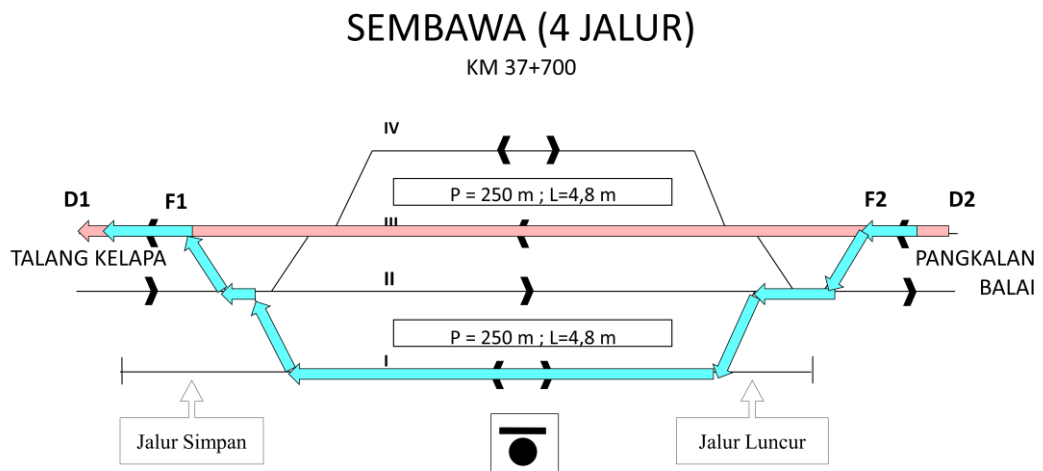 SEMBAWA (4 JALUR)
KM 37+700
IV
P = 250 m ; L=4,8 m
D1
F1
III
F2
D2
TALANG KELAPA
PANGKALAN
BALAI
II
P = 250 m ; L=4,8 m
I
Jalur Simpan
Jalur Luncur